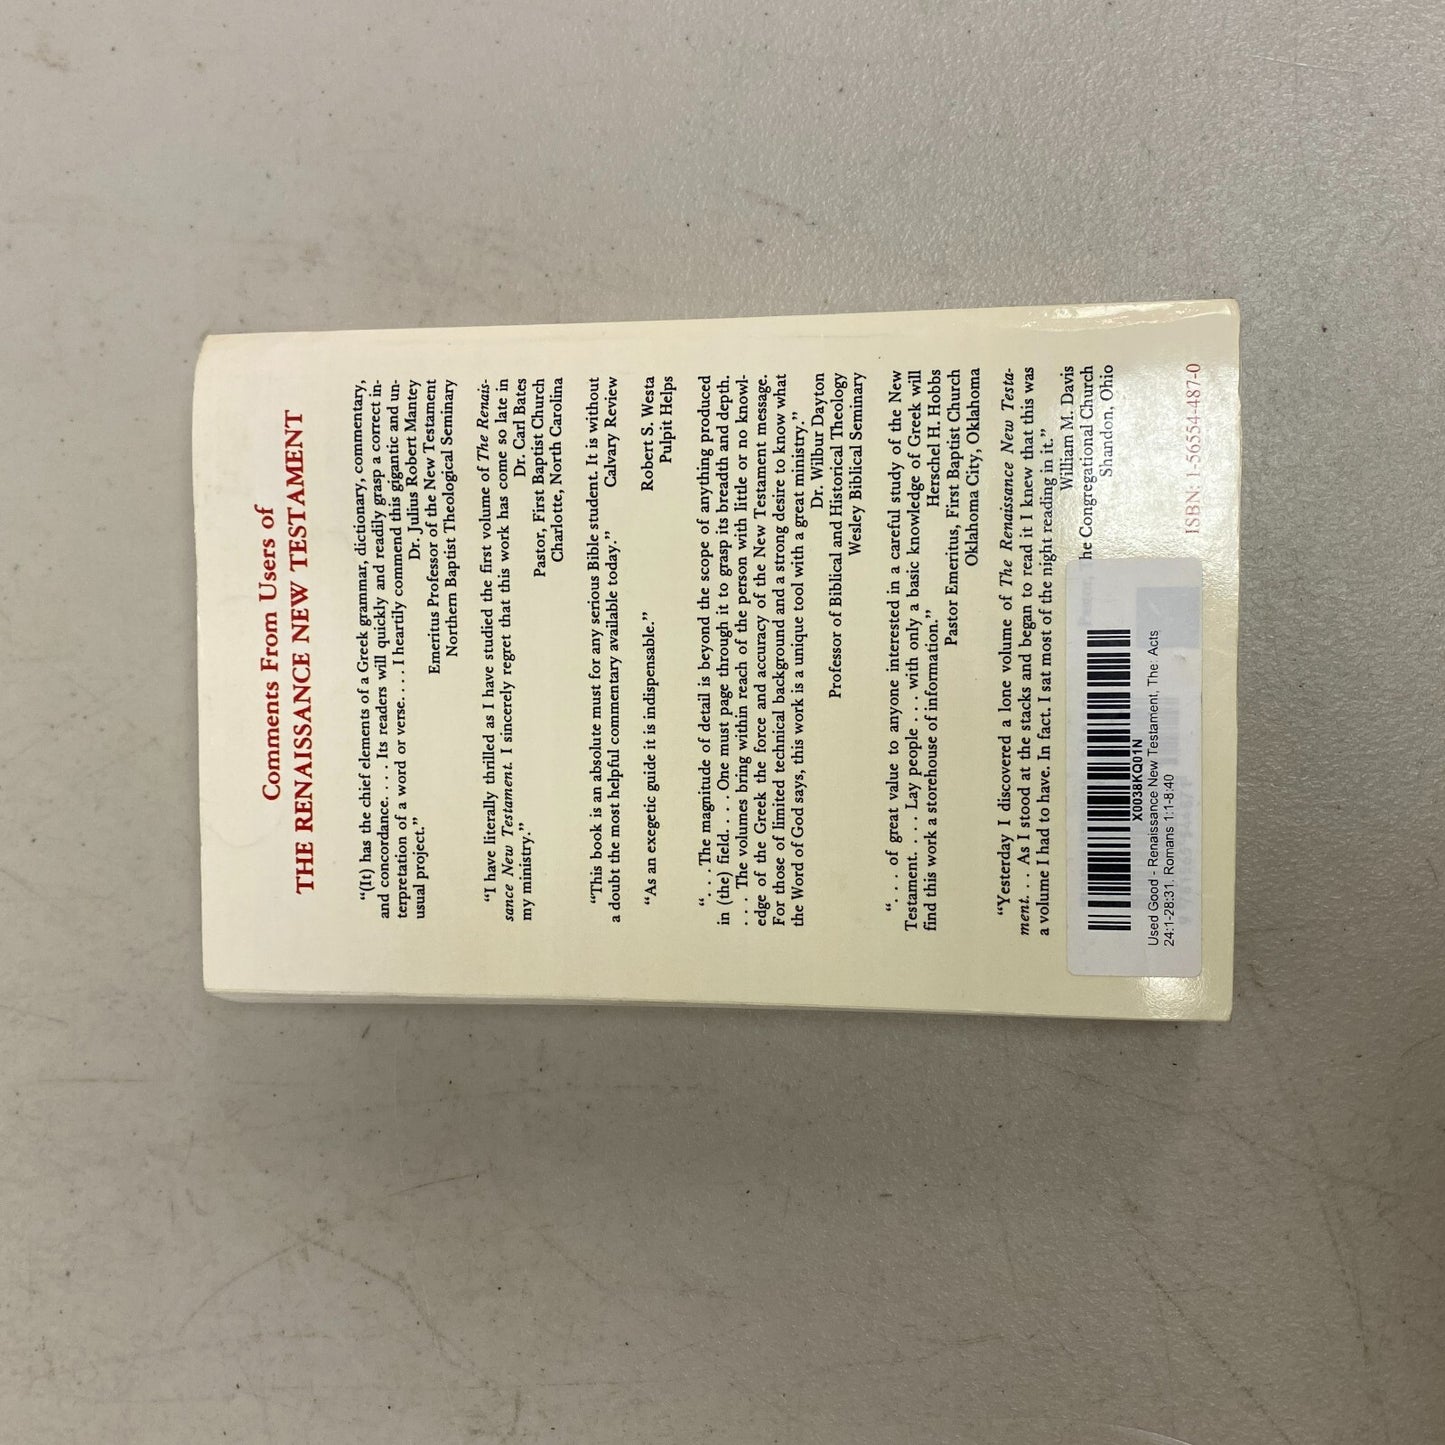 Comments From Users of
THE RENAISSANCE NEW TESTAMENT
“(It) has the chief elements of a Greek grammar, dictionary, commentary,
and concordance. . . . Its readers will quickly and readily grasp a correct in-
terpretation of a word or verse. . . . I heartily commend this gigantic and un-
usual project.”
Dr. Julius Robert Mantey
Emeritus Professor of the New Testament
Northern Baptist Theological Seminary
“I have literally thrilled as I have studied the first volume of The Renais-
sance New Testament. I sincerely regret that this work has come so late in
my ministry.”
Dr. Carl Bates
Pastor, First Baptist Church
Charlotte, North Carolina
“This book is an absolute must for any serious Bible student. It is without
a doubt the most helpful commentary available today.”
Calvary Review
“As an exegetic guide it is indispensable.”
Robert S. Westa
Pulpit Helps
“. . .The magnitude of detail is beyond the scope of anything produced
in (the) field. . . . One must page through it to grasp its breadth and depth.
. . . The volumes bring within reach of the person with little or no knowl-
edge of the Greek the force and accuracy of the New Testament message.
For those of limited technical background and a strong desire to know what
the Word of God says, this work is a unique tool with a great ministry.”
Dr. Wilbur Dayton
Professor of Biblical and Historical Theology
Wesley Biblical Seminary
“. . . of great value to anyone interested in a careful study of the New
Testament. . . . Lay people . . . with only a basic knowledge of Greek will
find this work a storehouse of information.”
Herschel H. Hobbs
Pastor Emeritus, First Baptist Church
Oklahoma City, Oklahoma
“Yesterday I discovered a lone volume of The Renaissance New Testa-
ment. . . As I stood at the stacks and began to read it I knew that this was
a volume I had to have. In fact, I sat most of the night reading in it.”
William M. Davis
he Congregational Church
Shandon, Ohio
X0038KQ01N
Used Good - Renaissance New Testament, The: Acts
24:1-28:31, Romans 1:1-8:40
ISBN: 1-56554-487-0